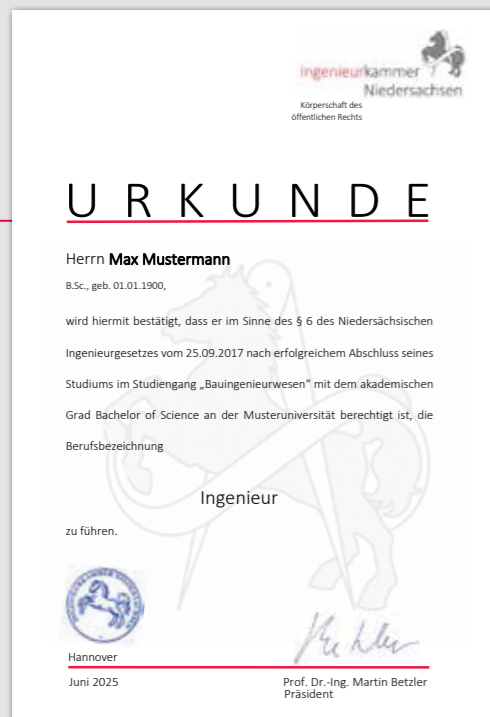 ingenieurkammer
Niedersachsen
Körperschaft des
öffentlichen Rechts
URKUNDE
Herrn Max Mustermann
B.Sc., geb. 01.01.1900,
wird hiermit bestätigt, dass er im Sinne des § 6 des Niedersächsischen
Ingenieurgesetzes vom 25.09.2017 nach erfolgreichem Abschluss seines
Studiums im Studiengang „Bauingenieurwesen“ mit dem akademischen
Grad Bachelor of Science an der Musteruniversität berechtigt ist, die
Berufsbezeichnung
Ingenieur
zu führen.
Hannover
Juni 2025
Prof. Dr.-Ing. Martin Betzler
Präsident